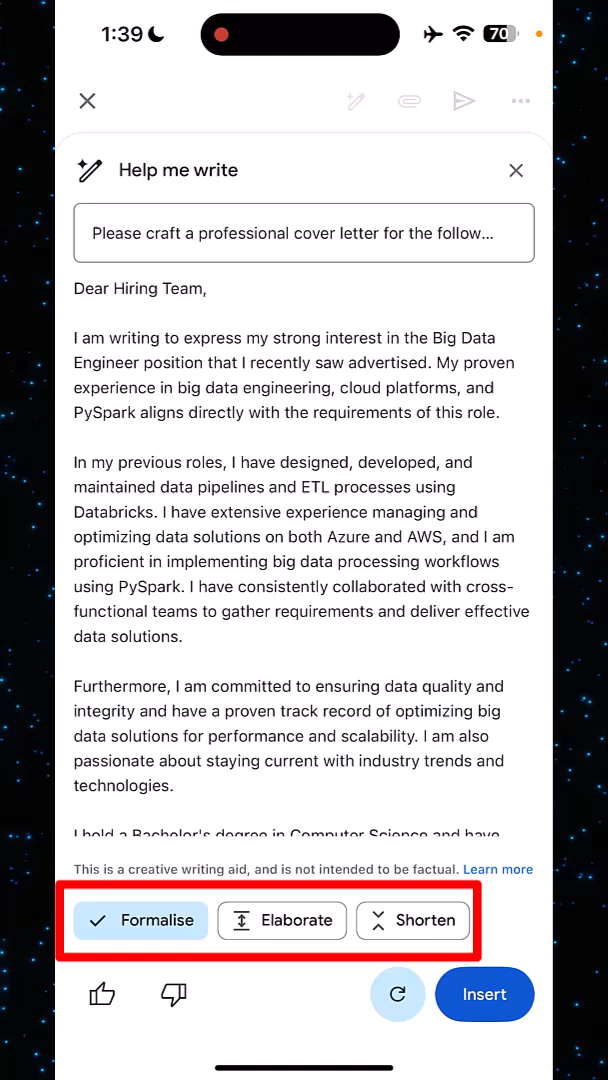 1:39
70
Help me write
Please craft a professional cover letter for the follow...
Dear Hiring Team,
I am writing to express my strong interest in the Big Data
Engineer position that I recently saw advertised. My proven
experience in big data engineering, cloud platforms, and
PySpark aligns directly with the requirements of this role.
In my previous roles, I have designed, developed, and
maintained data pipelines and ETL processes using
Databricks. I have extensive experience managing and
optimizing data solutions on both Azure and AWS, and I am
proficient in implementing big data processing workflows
using PySpark. I have consistently collaborated with cross-
functional teams to gather requirements and deliver effective
data solutions.
Furthermore, I am committed to ensuring data quality and
integrity and have a proven track record of optimizing big
data solutions for performance and scalability. I am also
passionate about staying current with industry trends and
technologies.
I hold a Bachelor's degree in Computer Science and have
This is a creative writing aid, and is not intended to be factual. Learn more
Formalise Elaborate Shorten
Insert